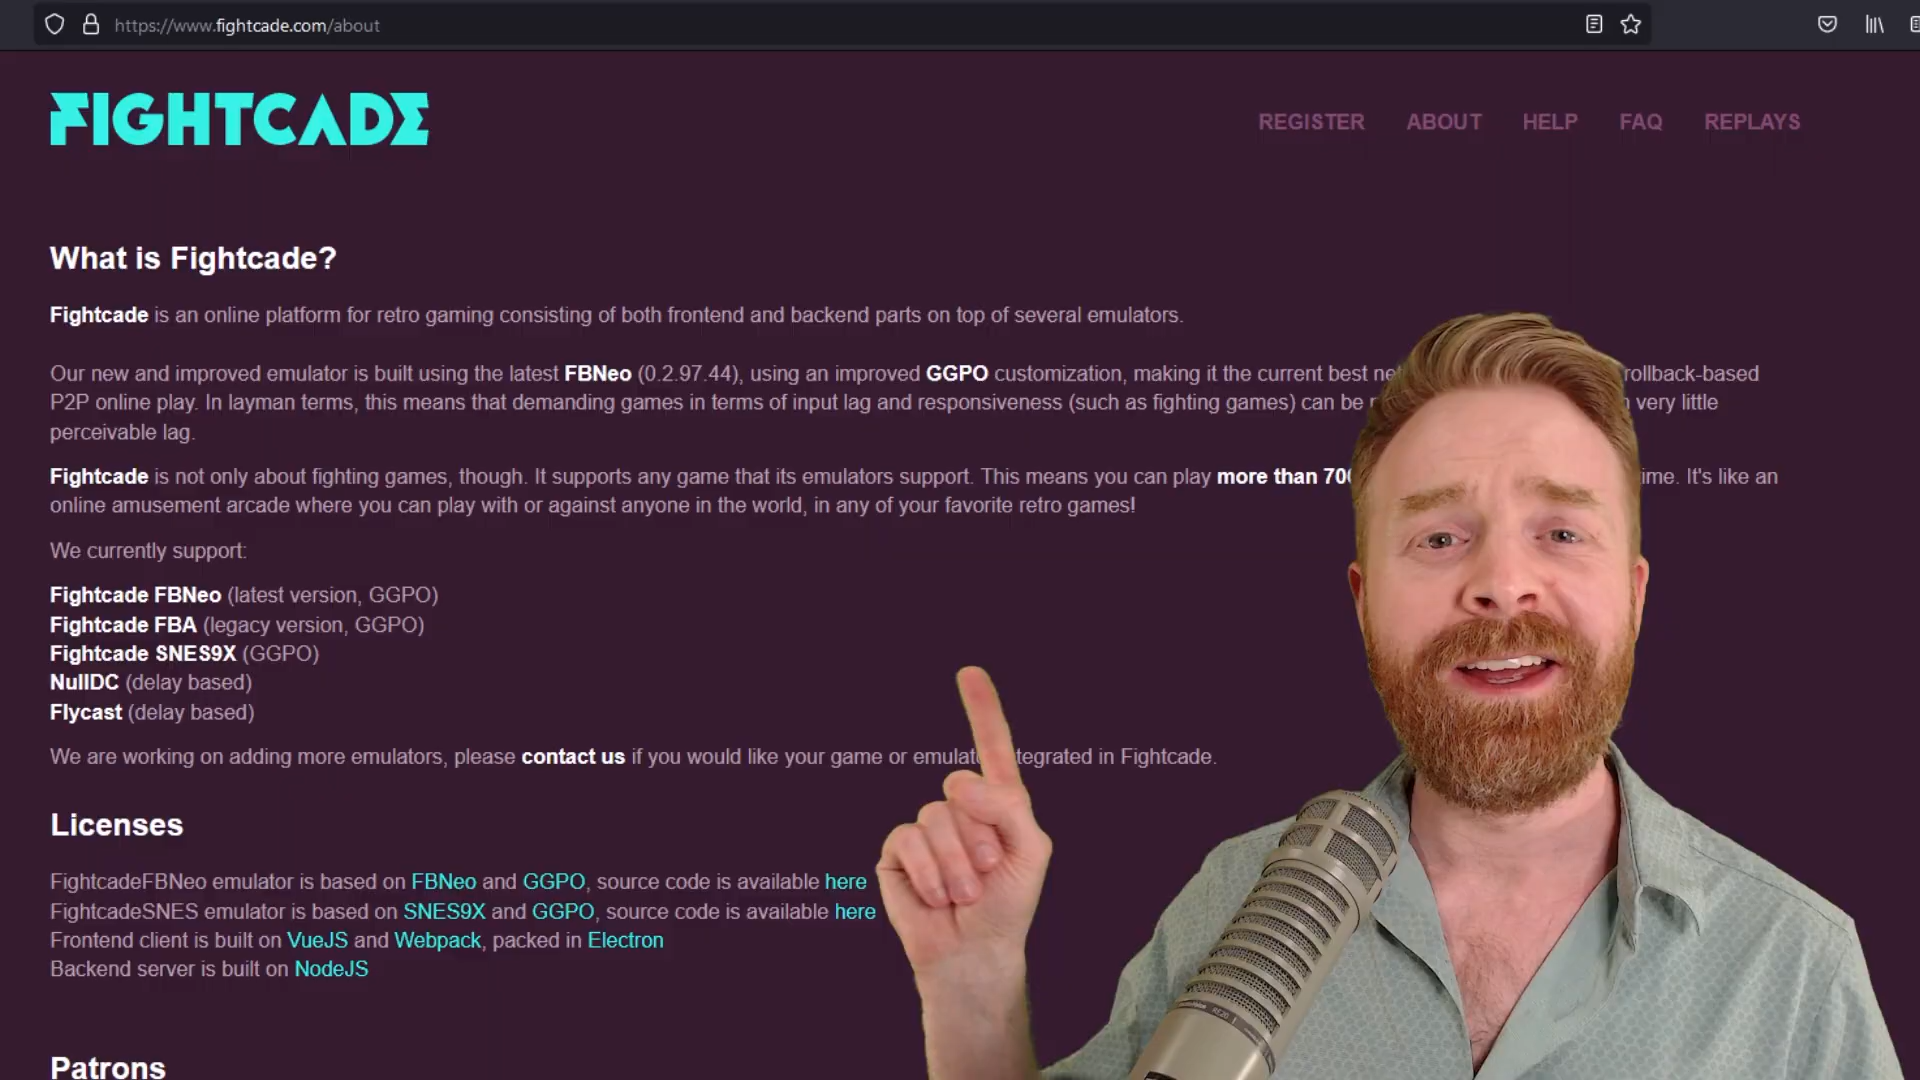 https://www.fightcade.com/about
FIGHTCADE
REGISTER ABOUT HELP FAQ REPLAYS
What is Fightcade?
Fightcade is an online platform for retro gaming consisting of both frontend and backend parts on top of several emulators.
Our new and improved emulator is built using the latest FBNeo (0.2.97.44), using an improved GGPO customization, making it the current best rollback-based
P2P online play. In layman terms, this means that demanding games in terms of input lag and responsiveness (such as fighting games) can be very little
perceivable lag.
Fightcade is not only about fighting games, though. It supports any game that its emulators support. This means you can play more than It's like an
online amusement arcade where you can play with or against anyone in the world, in any of your favorite retro games!
We currently support:
Fightcade FBNeo (latest version, GGPO)
Fightcade FBA (legacy version, GGPO)
Fightcade SNES9X (GGPO)
NullDC (delay based)
Flycast (delay based)
We are working on adding more emulators, please contact us if you would like your game or in Fightcade.
Licenses
FightcadeFBNeo emulator is based on FBNeo and GGPO, source code is available here
FightcadeSNES emulator is based on SNES9X and GGPO, source code is available here
Frontend client is built on VueJS and Webpack, packed in Electron
Backend server is built on NodeJS
Patrons
RE20